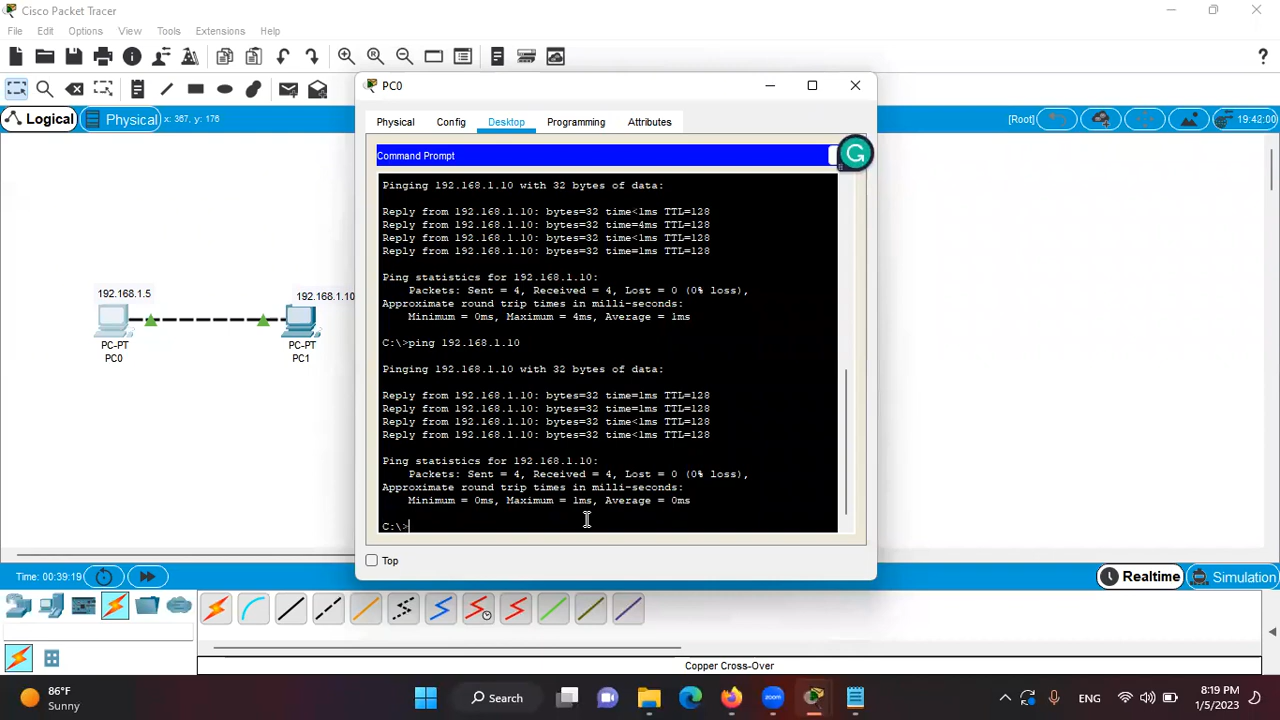 Cisco Packet Tracer
File Edit Options View Tools Extensions Help
Logical Physical x: 367, y: 176 [Root] 19:42:00
PC0
Physical Config Desktop Programming Attributes
Command Prompt
Pinging 192.168.1.10 with 32 bytes of data:
Reply from 192.168.1.10: bytes=32 time<1ms TTL=128
Reply from 192.168.1.10: bytes=32 time=4ms TTL=128
Reply from 192.168.1.10: bytes=32 time<1ms TTL=128
Reply from 192.168.1.10: bytes=32 time=1ms TTL=128
Ping statistics for 192.168.1.10:
Packets: Sent = 4, Received = 4, Lost = 0 (0% loss),
Approximate round trip times in milli-seconds:
Minimum = 0ms, Maximum = 4ms, Average = 1ms
C:\>ping 192.168.1.10
Pinging 192.168.1.10 with 32 bytes of data:
Reply from 192.168.1.10: bytes=32 time=1ms TTL=128
Reply from 192.168.1.10: bytes=32 time<1ms TTL=128
Reply from 192.168.1.10: bytes=32 time<1ms TTL=128
Reply from 192.168.1.10: bytes=32 time<1ms TTL=128
Ping statistics for 192.168.1.10:
Packets: Sent = 4, Received = 4, Lost = 0 (0% loss),
Approximate round trip times in milli-seconds:
Minimum = 0ms, Maximum = 1ms, Average = 0ms
C:\>
Top
192.168.1.5
192.168.1.10
PC-PT
PC0
PC-PT
PC1
Time: 00:39:19 Realtime Simulation
Copper Cross-Over
86°F
Sunny
Search
ENG
8:19 PM
1/5/2023